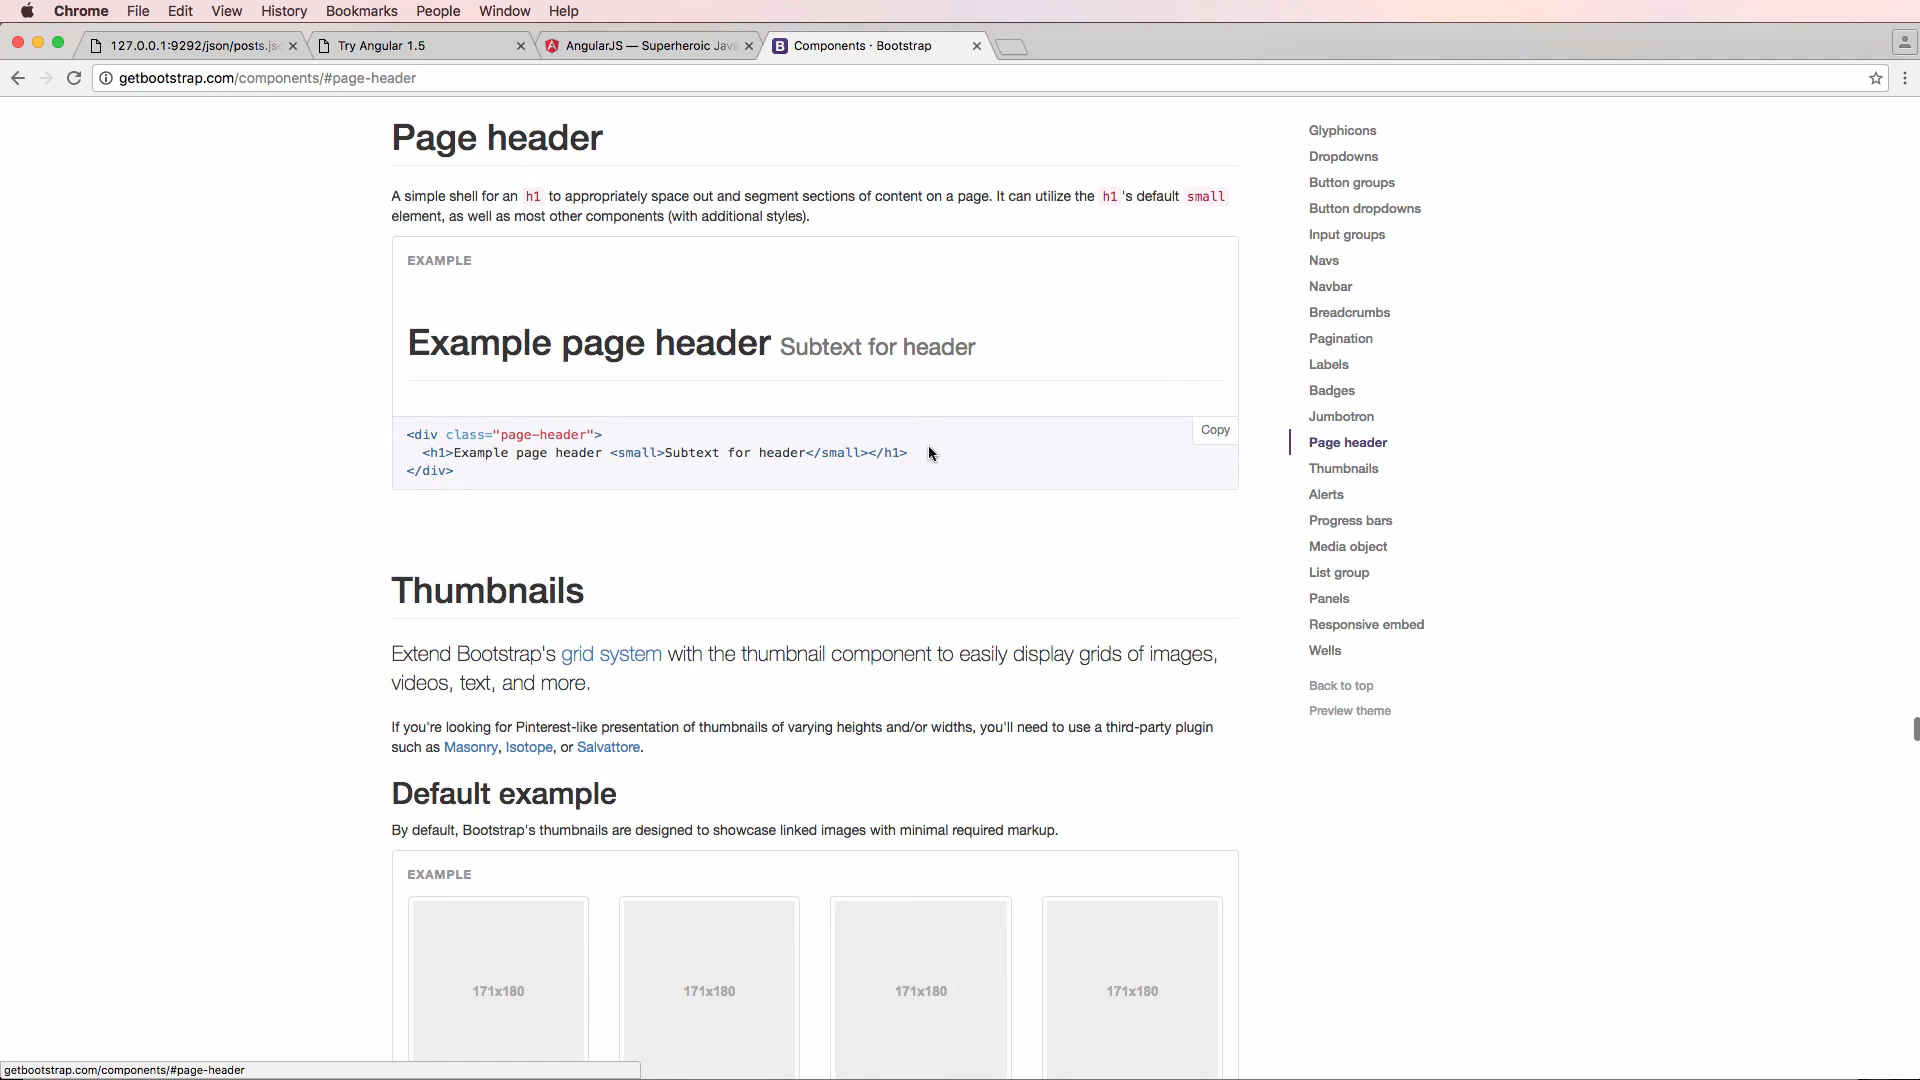 Chrome File Edit View History Bookmarks People Window Help
127.0.0.1:9292/json/posts.js
Try Angular 1.5
AngularJS — Superheroic Jav
Components · Bootstrap
getbootstrap.com/components/#page-header
Page header
A simple shell for an h1 to appropriately space out and segment sections of content on a page. It can utilize the h1 's default small
element, as well as most other components (with additional styles).
EXAMPLE
Example page header Subtext for header
Copy
<div class="page-header">
<h1>Example page header <small>Subtext for header</small></h1>
</div>
Thumbnails
Extend Bootstrap's grid system with the thumbnail component to easily display grids of images,
videos, text, and more.
If you're looking for Pinterest-like presentation of thumbnails of varying heights and/or widths, you'll need to use a third-party plugin
such as Masonry, Isotope, or Salvattore.
Default example
By default, Bootstrap's thumbnails are designed to showcase linked images with minimal required markup.
EXAMPLE
171x180
171x180
171x180
171x180
Glyphicons
Dropdowns
Button groups
Button dropdowns
Input groups
Navs
Navbar
Breadcrumbs
Pagination
Labels
Badges
Jumbotron
Page header
Thumbnails
Alerts
Progress bars
Media object
List group
Panels
Responsive embed
Wells
Back to top
Preview theme
getbootstrap.com/components/#page-header